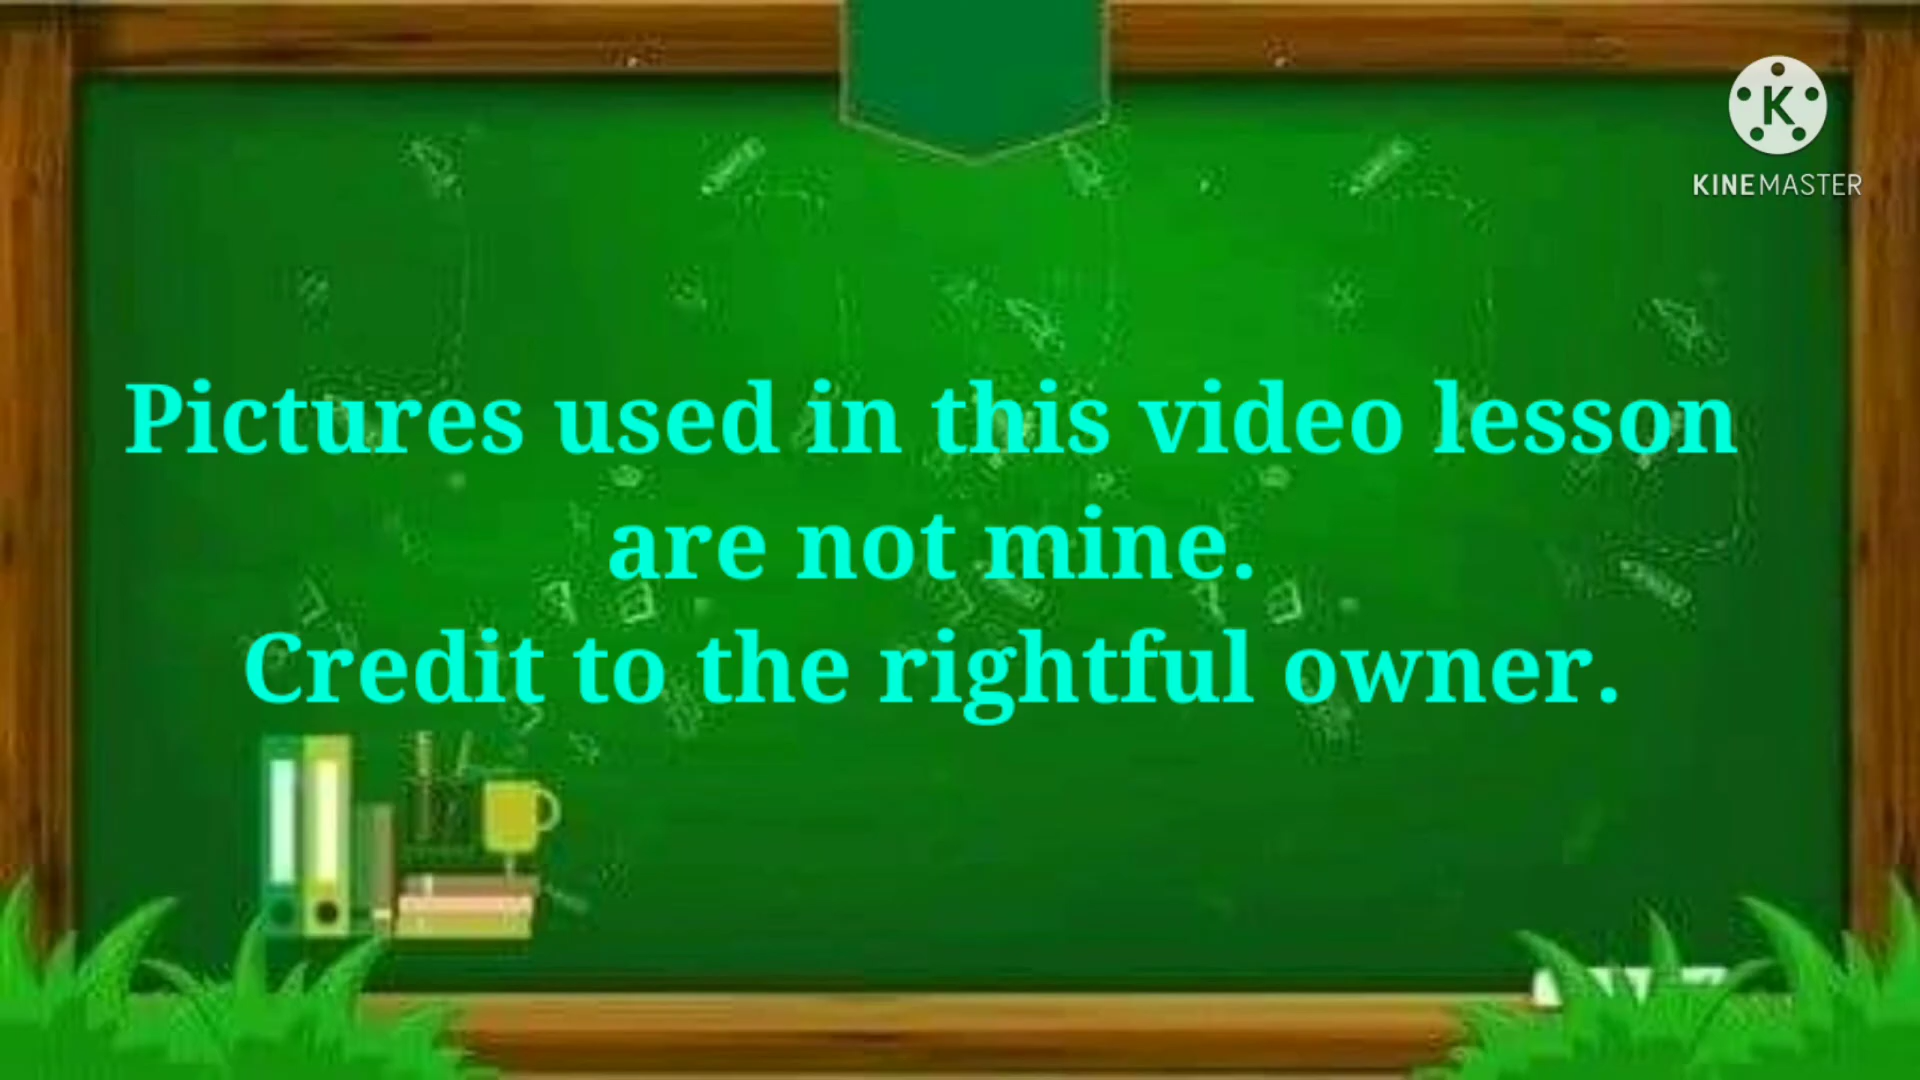 K
KINEMASTER
Pictures used in this video lesson
are not mine.
Credit to the rightful owner.